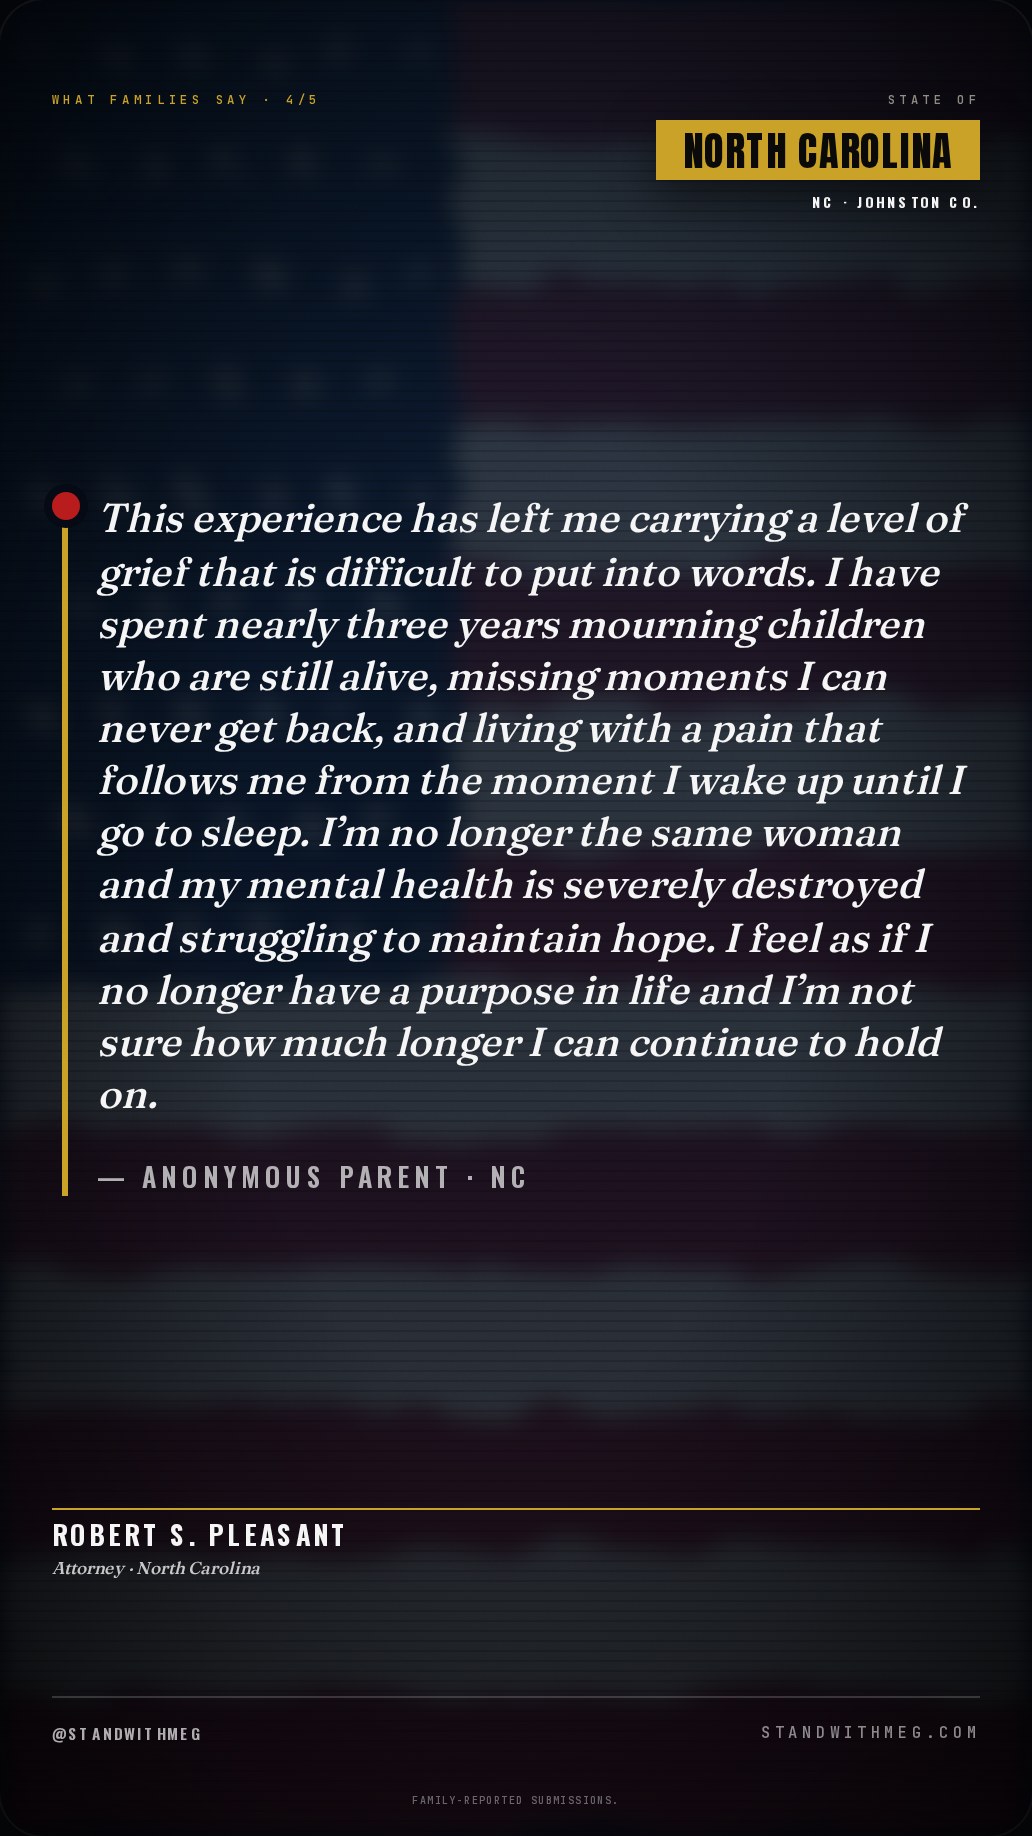 WHAT FAMILIES SAY · 4/5
STATE OF
NORTH CAROLINA
NC · JOHNSTON CO.
This experience has left me carrying a level of
grief that is difficult to put into words. I have
spent nearly three years mourning children
who are still alive, missing moments I can
never get back, and living with a pain that
follows me from the moment I wake up until I
go to sleep. I’m no longer the same woman
and my mental health is severely destroyed
and struggling to maintain hope. I feel as if I
no longer have a purpose in life and I’m not
sure how much longer I can continue to hold
on.
— ANONYMOUS PARENT · NC
ROBERT S. PLEASANT
Attorney · North Carolina
@STANDWITHMEG
STANDWITHMEG.COM
FAMILY-REPORTED SUBMISSIONS.